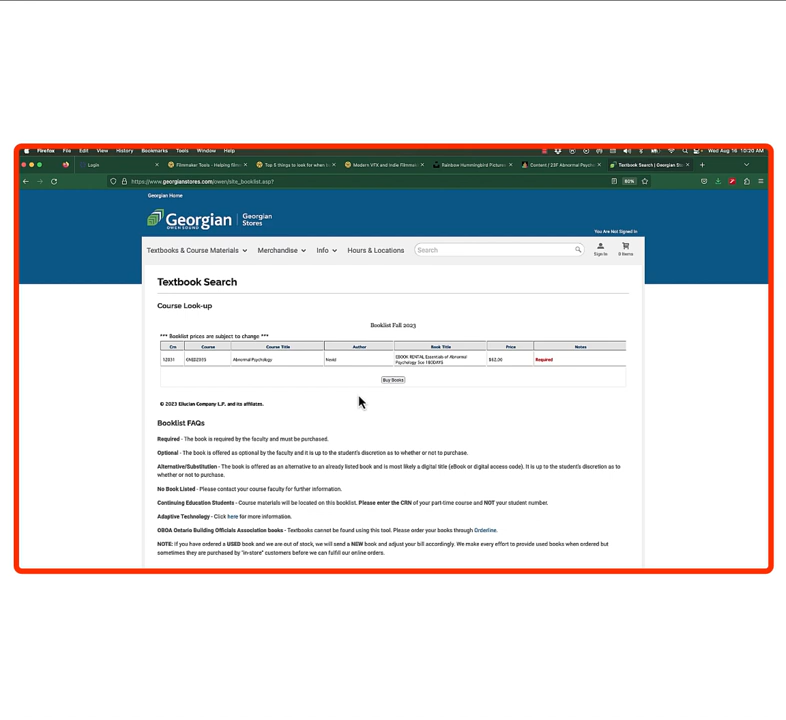 Firefox File Edit View History Bookmarks Tools Window Help Wed Aug 16 10:20 AM
Login Filmmaker Tools - Helping film Top 5 things to look for when Modern VFX and Indie Filmma Rainbow Hummingbird Picture Content / 23F Abnormal Psycho Textbook Search | Georgian St
https://www.georgianstores.com/owen/site_booklist.asp? 80%
Georgian Home
Georgian
OWEN SOUND
Georgian
Stores
You Are Not Signed In
Textbooks & Course Materials Merchandise Info Hours & Locations Search Sign In 0 Items
Textbook Search
Course Look-up
Booklist Fall 2023
*** Booklist prices are subject to change ***
Crn Course Course Title Author Book Title Price Notes
Abnormal Psychology Nevid EBOOK RENTAL Essentials of Abnormal Psychology 5ce 180DAYS $62.00 Required
Buy Books
© 2023 Ellucian Company L.P. and its affiliates.
Booklist FAQs
Required - The book is required by the faculty and must be purchased.
Optional - The book is offered as optional by the faculty and it is up to the student's discretion as to whether or not to purchase.
Alternative/Substitution - The book is offered as an alternative to an already listed book and is most likely a digital title (eBook or digital access code). It is up to the student's discretion as to
whether or not to purchase.
No Book Listed - Please contact your course faculty for further information.
Continuing Education Students - Course materials will be located on this booklist. Please enter the CRN of your part-time course and NOT your student number.
Adaptive Technology - Click here for more information.
OBOA Ontario Building Officials Association books - Textbooks cannot be found using this tool. Please order your books through Orderline.
NOTE: If you have ordered a USED book and we are out of stock, we will send a NEW book and adjust your bill accordingly. We make every effort to provide used books when ordered but
sometimes they are purchased by "in-store" customers before we can fulfill our online orders.